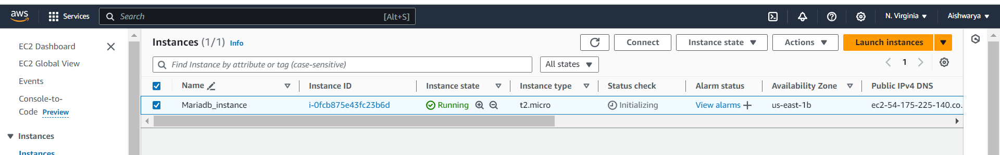 aws
Services
Search
[Alt+S]
N. Virginia
Aishwarya
EC2 Dashboard
EC2 Global View
Events
Console-to-
Code Preview
Instances
Instances
Instances (1/1) Info
Connect
Instance state
Actions
Launch instances
Find Instance by attribute or tag (case-sensitive)
All states
1
Name
Instance ID
Instance state
Instance type
Status check
Alarm status
Availability Zone
Public IPv4 DNS
Mariadb_instance
i-0fcb875e43fc23b6d
Running
t2.micro
Initializing
View alarms
us-east-1b
ec2-54-175-225-140.co...